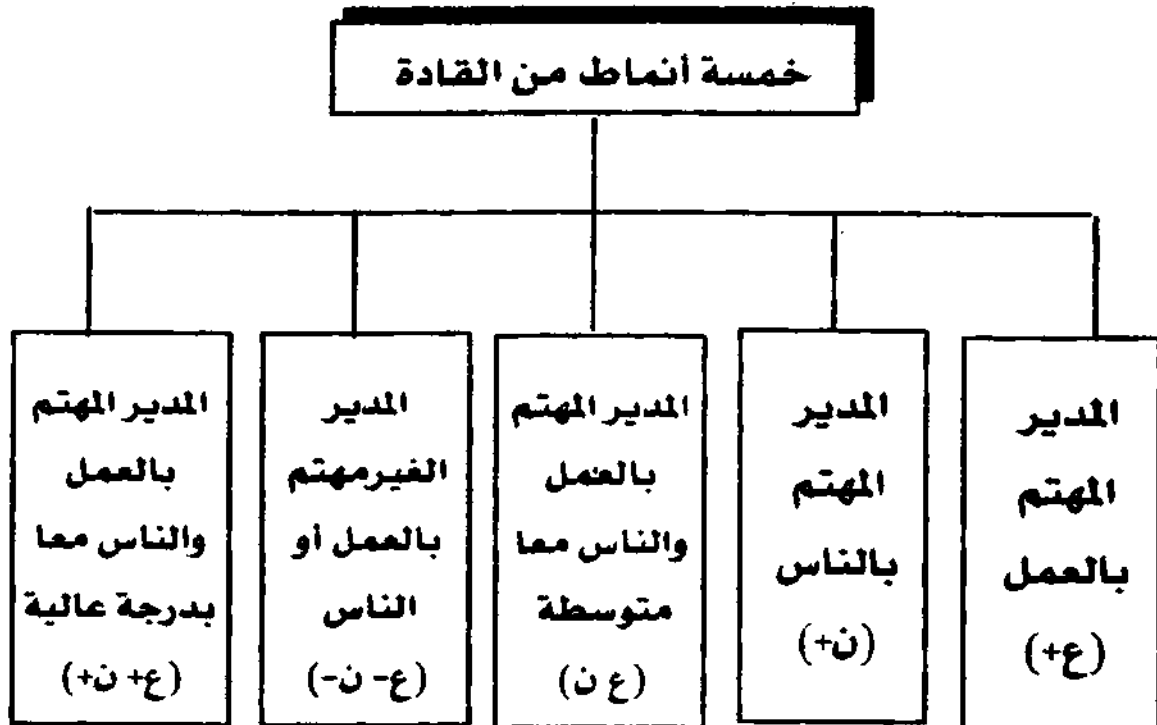 خمسة أنماط من القادة
المدير
المهتم
بالعمل
(ع+)
المدير
المهتم
بالناس
(ن+)
المدير المهتم
بالعمل
والناس معا
متوسطة
(ع ن)
المدير
الغيرمهتم
بالعمل أو
الناس
(ع- ن-)
المدير المهتم
بالعمل
والناس معا
بدرجة عالية
(ع+ ن+)